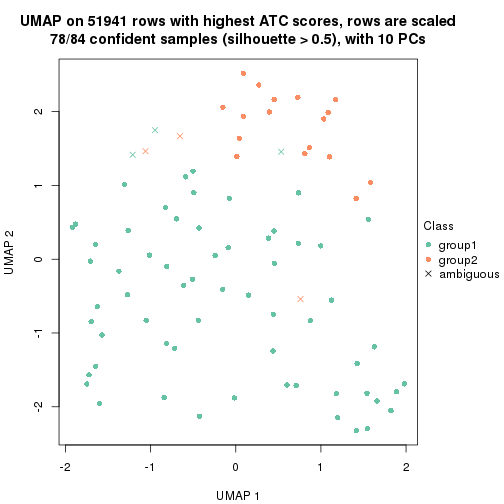 UMAP on 51941 rows with highest ATC scores, rows are scaled
78/84 confident samples (silhouette > 0.5), with 10 PCs
2
1
0
-1
-2
UMAP 2
-2
-1
0
1
2
UMAP 1
Class
group1
group2
ambiguous